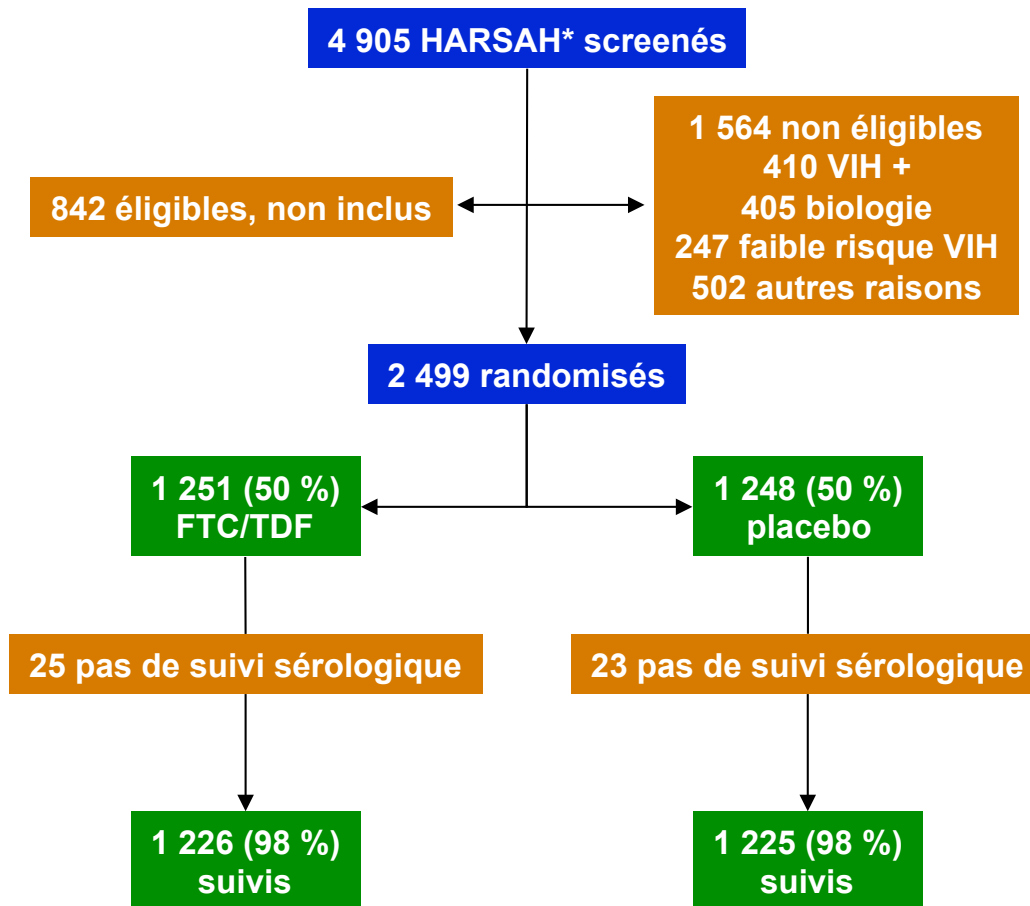 4 905 HARSAH* screenés
842 éligibles, non inclus
1 564 non éligibles
410 VIH +
405 biologie
247 faible risque VIH
502 autres raisons
2 499 randomisés
1 251 (50 %)
FTC/TDF
1 248 (50 %)
placebo
25 pas de suivi sérologique
23 pas de suivi sérologique
1 226 (98 %)
suivis
1 225 (98 %)
suivis